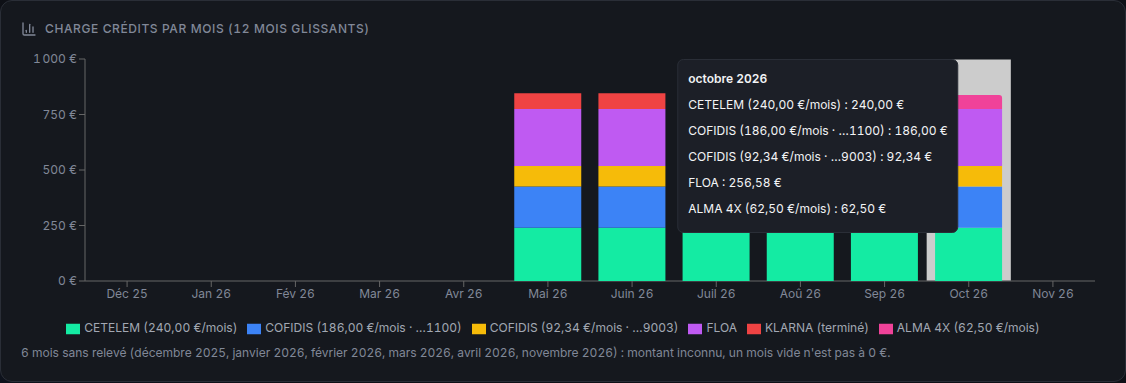 CHARGE CRÉDITS PAR MOIS (12 MOIS GLISSANTS)
1 000 €
750 €
500 €
250 €
0 €
octobre 2026
CETELEM (240,00 €/mois) : 240,00 €
COFIDIS (186,00 €/mois · …1100) : 186,00 €
COFIDIS (92,34 €/mois · …9003) : 92,34 €
FLOA : 256,58 €
ALMA 4X (62,50 €/mois) : 62,50 €
Déc 25 Jan 26 Fév 26 Mar 26 Avr 26 Mai 26 Juin 26 Juil 26 Aoû 26 Sep 26 Oct 26 Nov 26
CETELEM (240,00 €/mois) COFIDIS (186,00 €/mois · …1100) COFIDIS (92,34 €/mois · …9003) FLOA KLARNA (terminé) ALMA 4X (62,50 €/mois)
6 mois sans relevé (décembre 2025, janvier 2026, février 2026, mars 2026, avril 2026, novembre 2026) : montant inconnu, un mois vide n'est pas à 0 €.